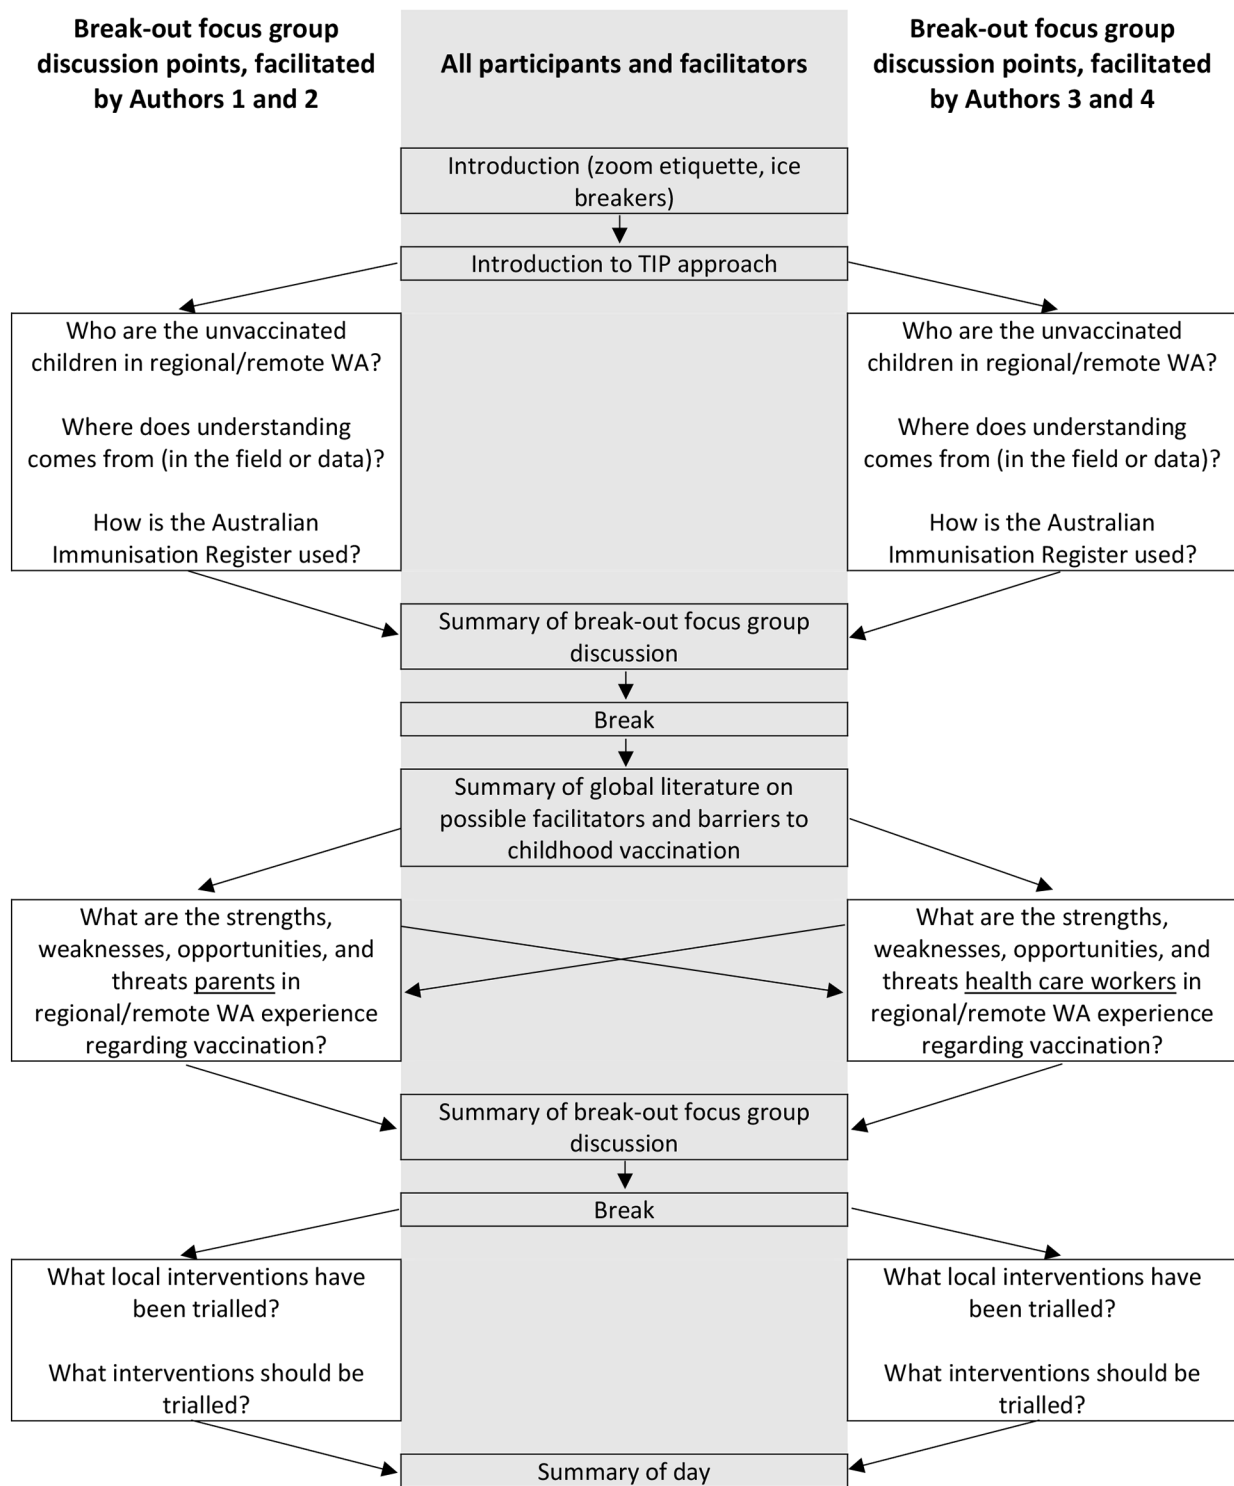 Break-out focus group
discussion points, facilitated
by Authors 1 and 2
All participants and facilitators
Break-out focus group
discussion points, facilitated
by Authors 3 and 4
Introduction (zoom etiquette, ice
breakers)
Introduction to TIP approach
Who are the unvaccinated
children in regional/remote WA?
Where does understanding
comes from (in the field or data)?
How is the Australian
Immunisation Register used?
Who are the unvaccinated
children in regional/remote WA?
Where does understanding
comes from (in the field or data)?
How is the Australian
Immunisation Register used?
Summary of break-out focus group
discussion
Break
Summary of global literature on
possible facilitators and barriers to
childhood vaccination
What are the strengths,
weaknesses, opportunities, and
threats parents in
regional/remote WA experience
regarding vaccination?
What are the strengths,
weaknesses, opportunities, and
threats health care workers in
regional/remote WA experience
regarding vaccination?
Summary of break-out focus group
discussion
Break
What local interventions have
been trialled?
What interventions should be
trialled?
What local interventions have
been trialled?
What interventions should be
trialled?
Summary of day